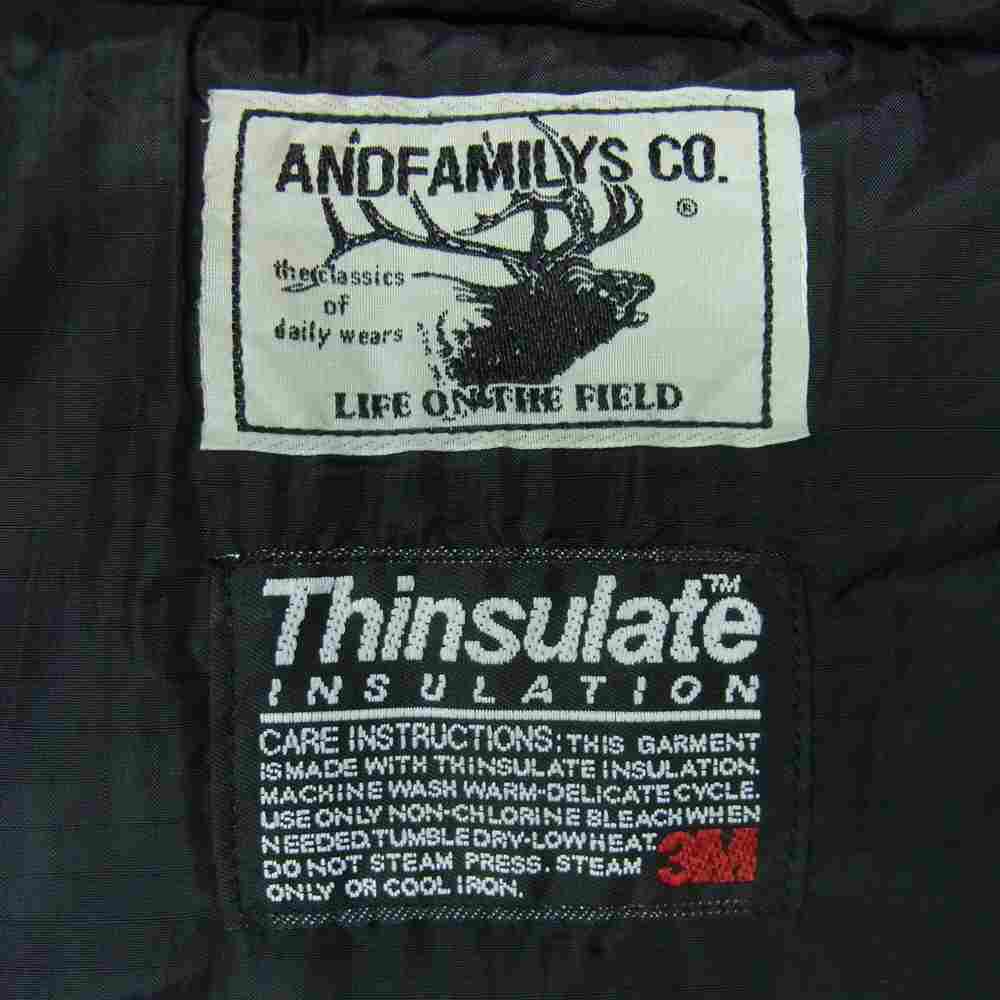 ANDFAMILYS CO.
®
the classics
of
daily wears
LIFE ON THE FIELD
Thinsulate™
INSULATION
CARE INSTRUCTIONS: THIS GARMENT
IS MADE WITH THINSULATE INSULATION.
MACHINE WASH WARM-DELICATE CYCLE.
USE ONLY NON-CHLORINE BLEACH WHEN
NEEDED. TUMBLE DRY-LOW HEAT.
DO NOT STEAM PRESS. STEAM
ONLY OR COOL IRON.
3M